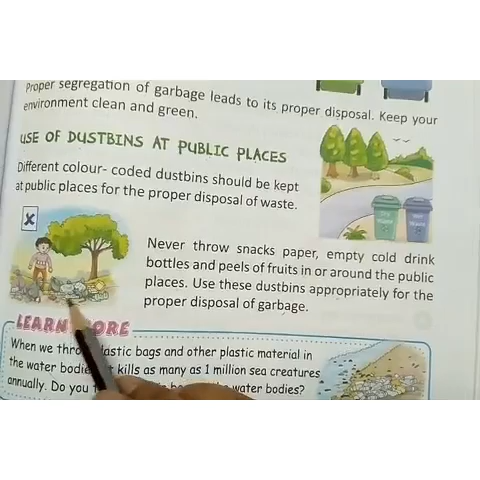 Proper segregation of garbage leads to its proper disposal. Keep your
environment clean and green.
USE OF DUSTBINS AT PUBLIC PLACES
Different colour- coded dustbins should be kept
at public places for the proper disposal of waste.
X
Never throw snacks paper, empty cold drink
bottles and peels of fruits in or around the public
places. Use these dustbins appropriately for the
proper disposal of garbage.
LEARN ORE
When we thro lastic bags and other plastic material in
the water bodie t kills as many as 1 million sea creatures
annually. Do you water bodies?